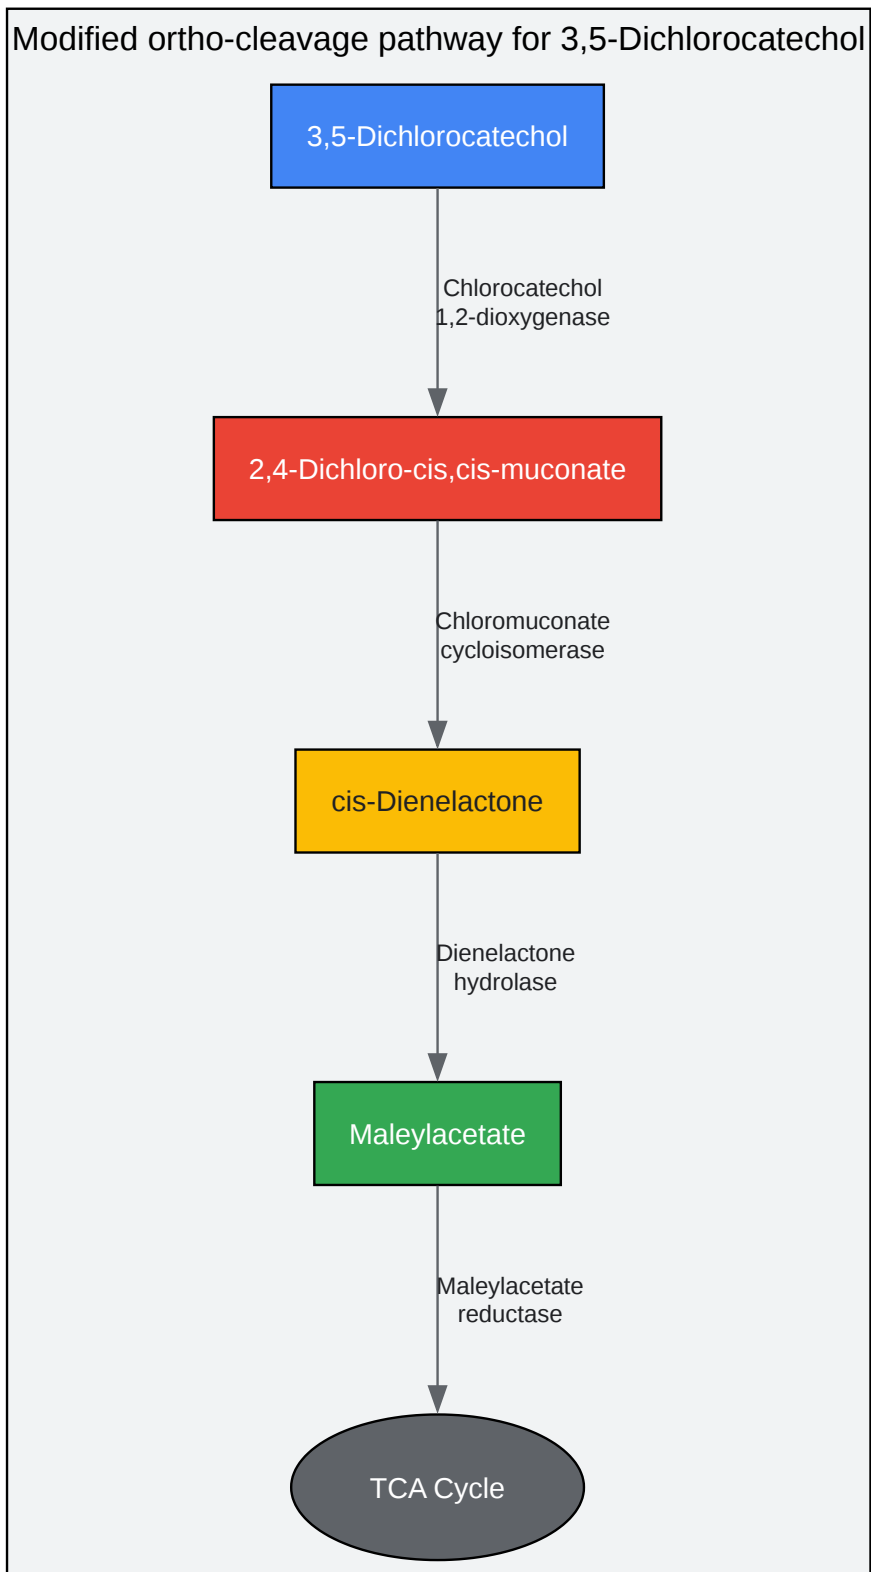 Modified ortho-cleavage pathway for 3,5-Dichlorocatechol
3,5-Dichlorocatechol
Chlorocatechol
1,2-dioxygenase
2,4-Dichloro-cis,cis-muconate
Chloromuconate
cycloisomerase
cis-Dienelactone
Dienelactone
hydrolase
Maleylacetate
Maleylacetate
reductase
TCA Cycle